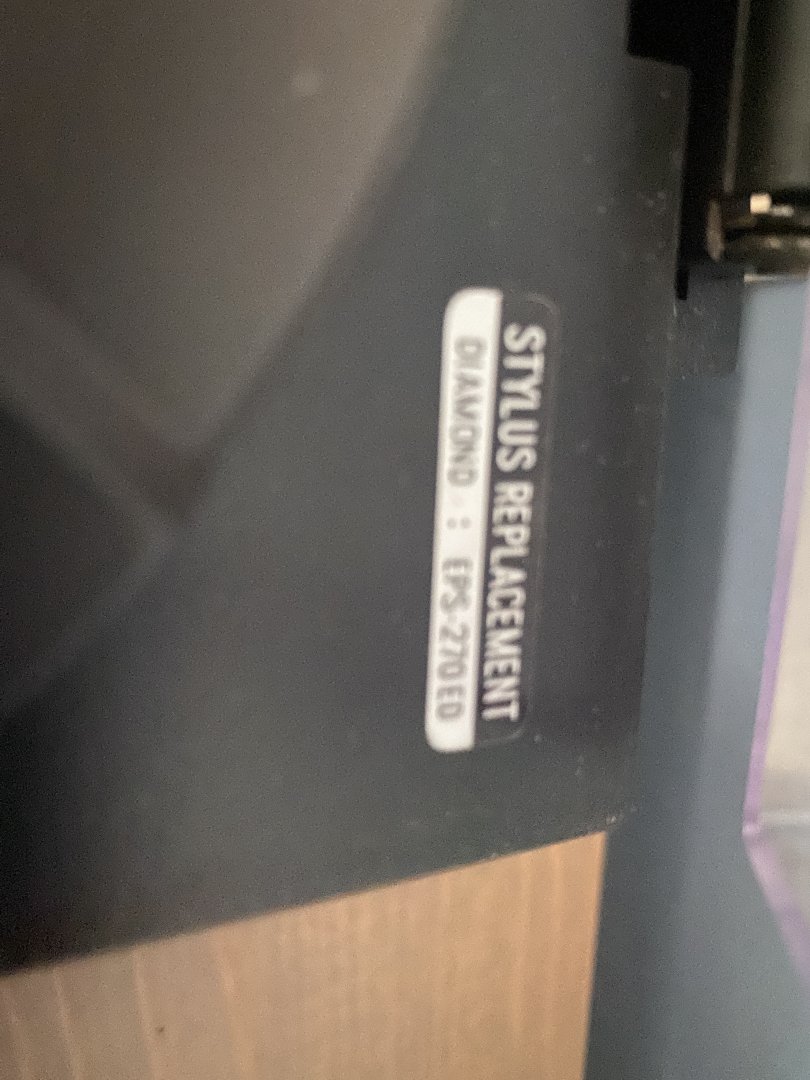 STYLUS REPLACEMENT
DIAMOND : EPS-270ED